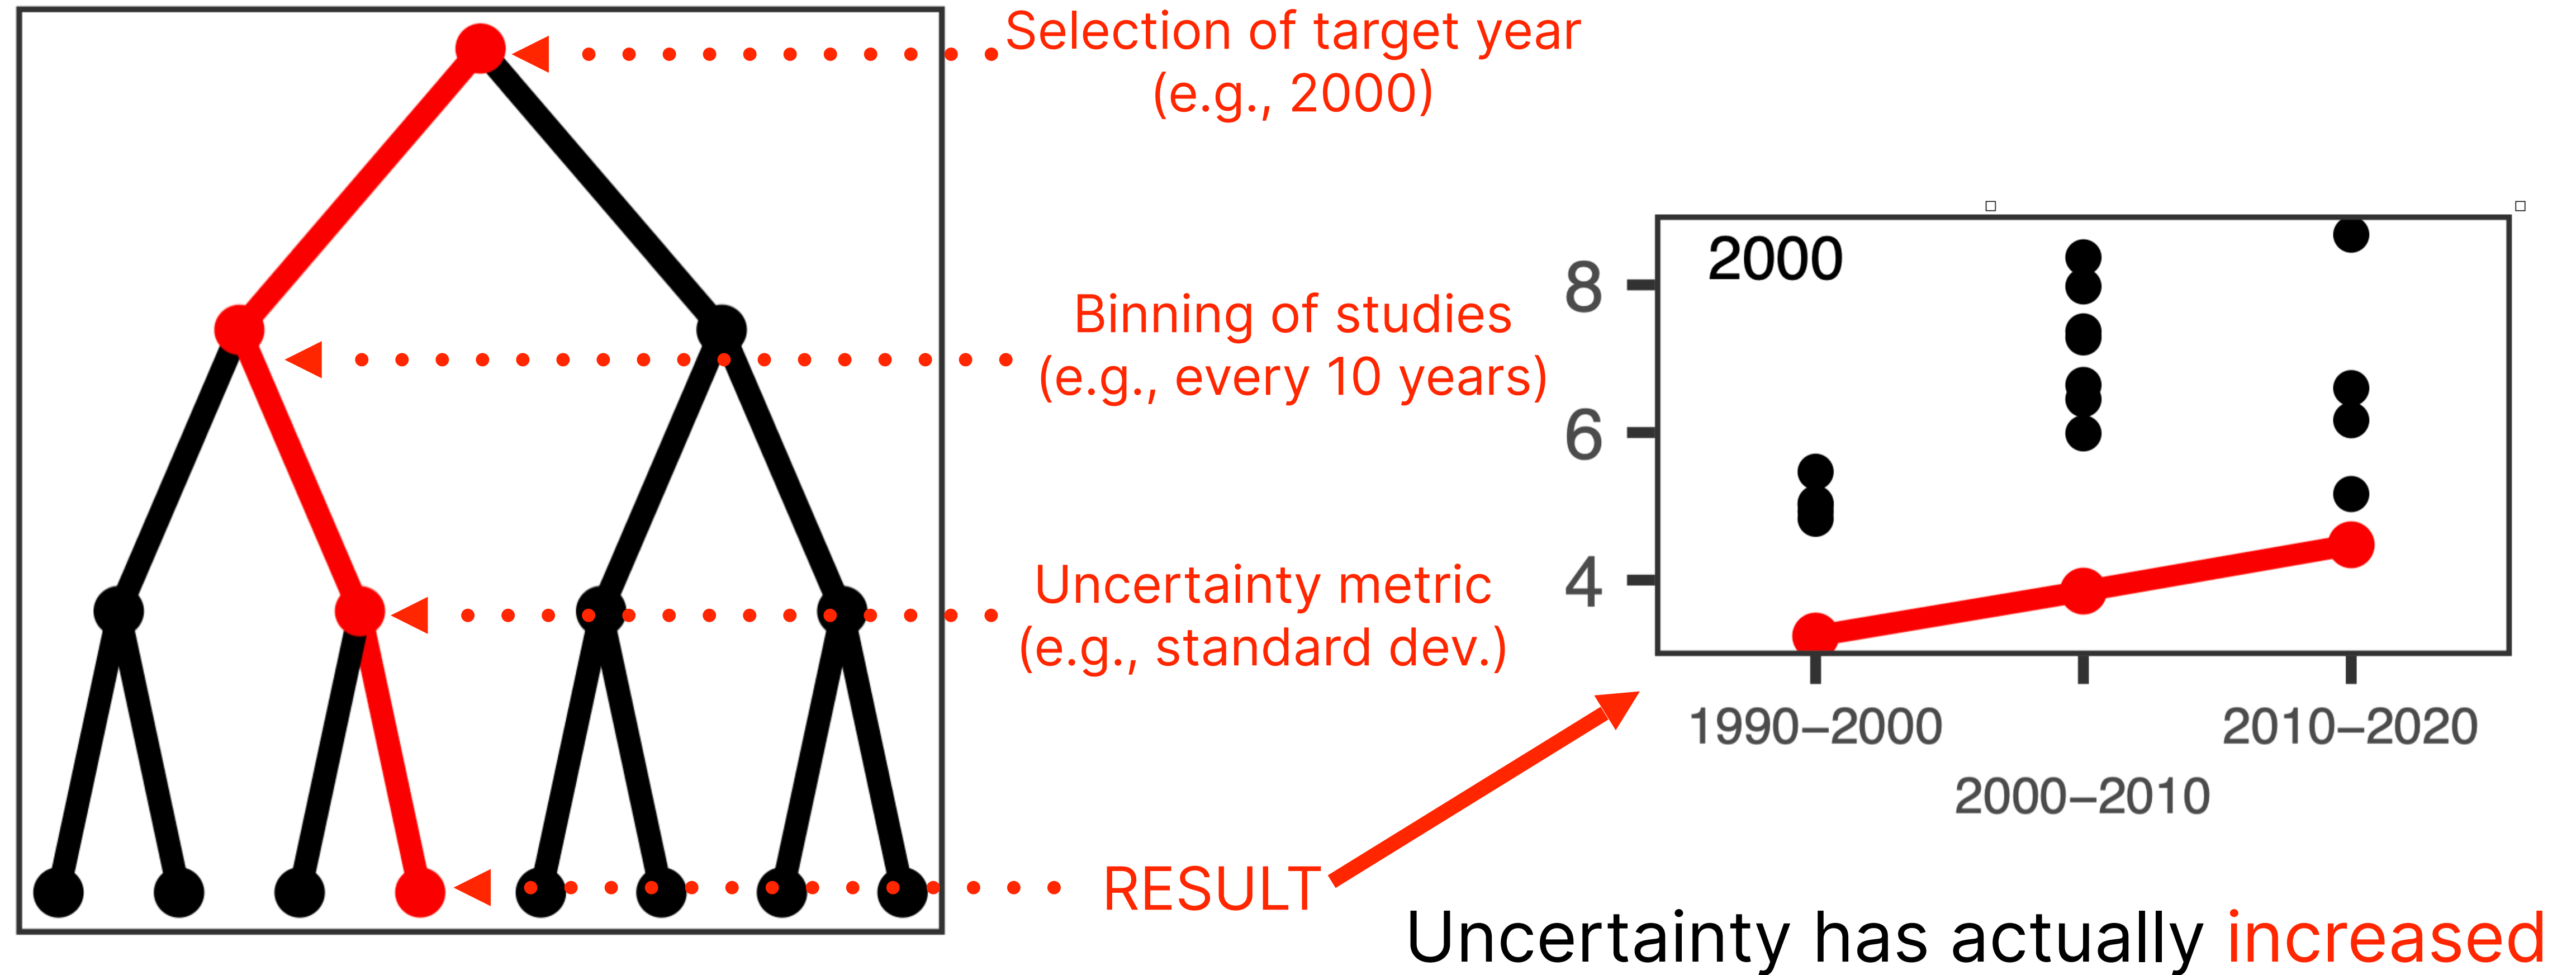 Selection of target year
(e.g., 2000)
Binning of studies
(e.g., every 10 years)
Uncertainty metric
(e.g., standard dev.)
RESULT
2000
8
6
4
1990–2000
2010–2020
2000–2010
Uncertainty has actually increased